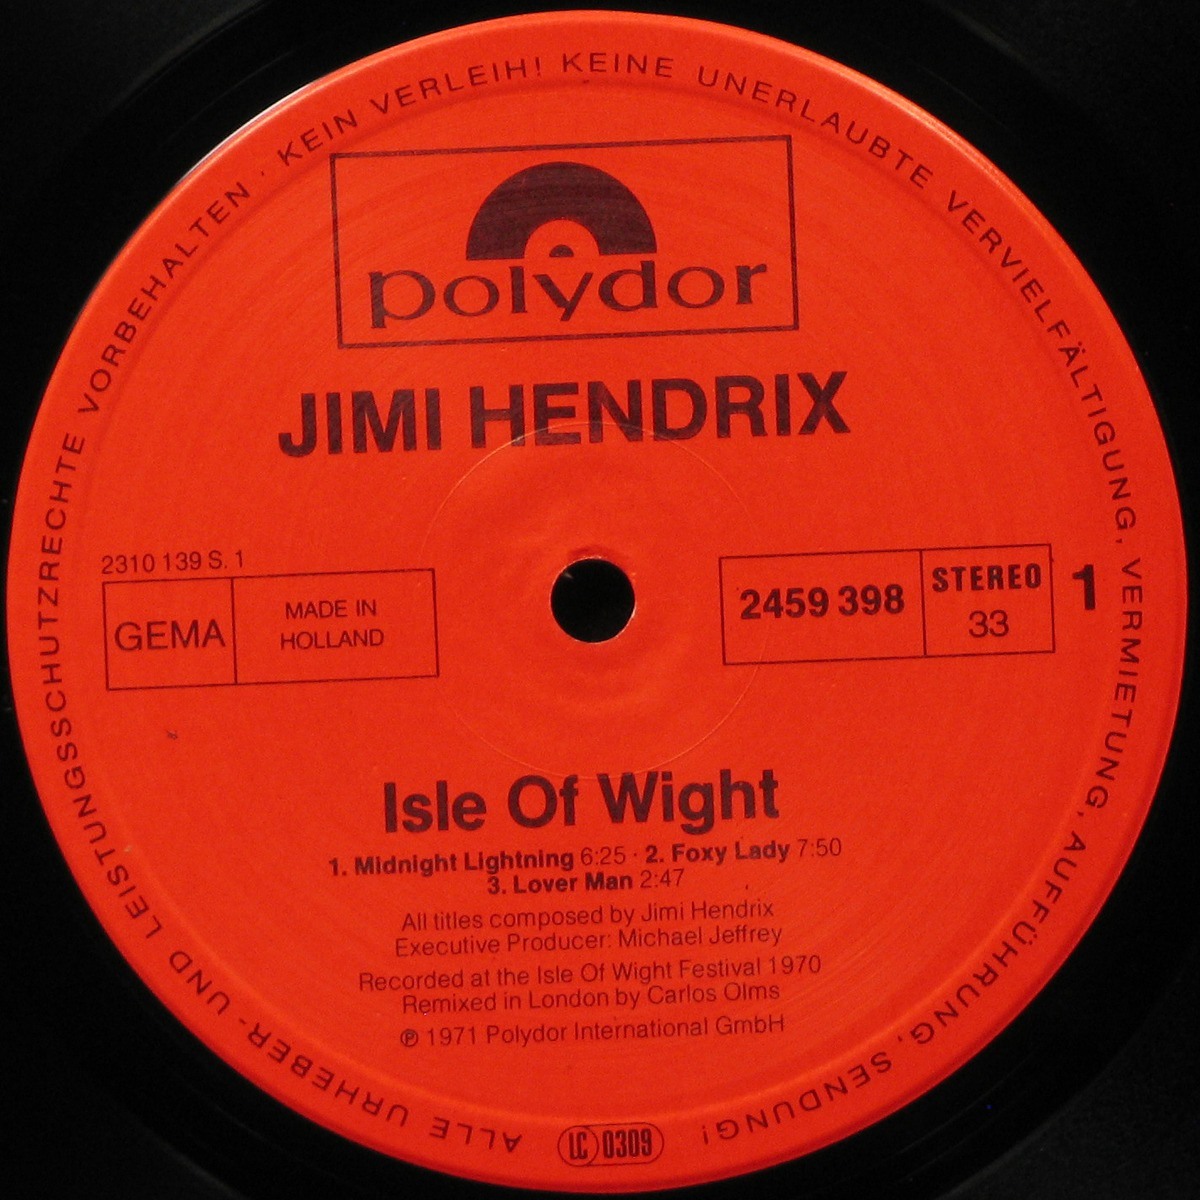 ALLE URHEBER- UND LEISTUNGSSCHUTZRECHTE VORBEHALTEN · KEIN VERLEIH! KEINE UNERLAUBTE VERVIELFÄLTIGUNG, VERMIETUNG, AUFFÜHRUNG, SENDUNG!
polydor
JIMI HENDRIX
2310 139 S. 1
GEMA
MADE IN
HOLLAND
2459 398
STEREO
33
1
Isle Of Wight
1. Midnight Lightning 6:25 · 2. Foxy Lady 7:50
3. Lover Man 2:47
All titles composed by Jimi Hendrix
Executive Producer: Michael Jeffrey
Recorded at the Isle Of Wight Festival 1970
Remixed in London by Carlos Olms
℗ 1971 Polydor International GmbH
LC 0309